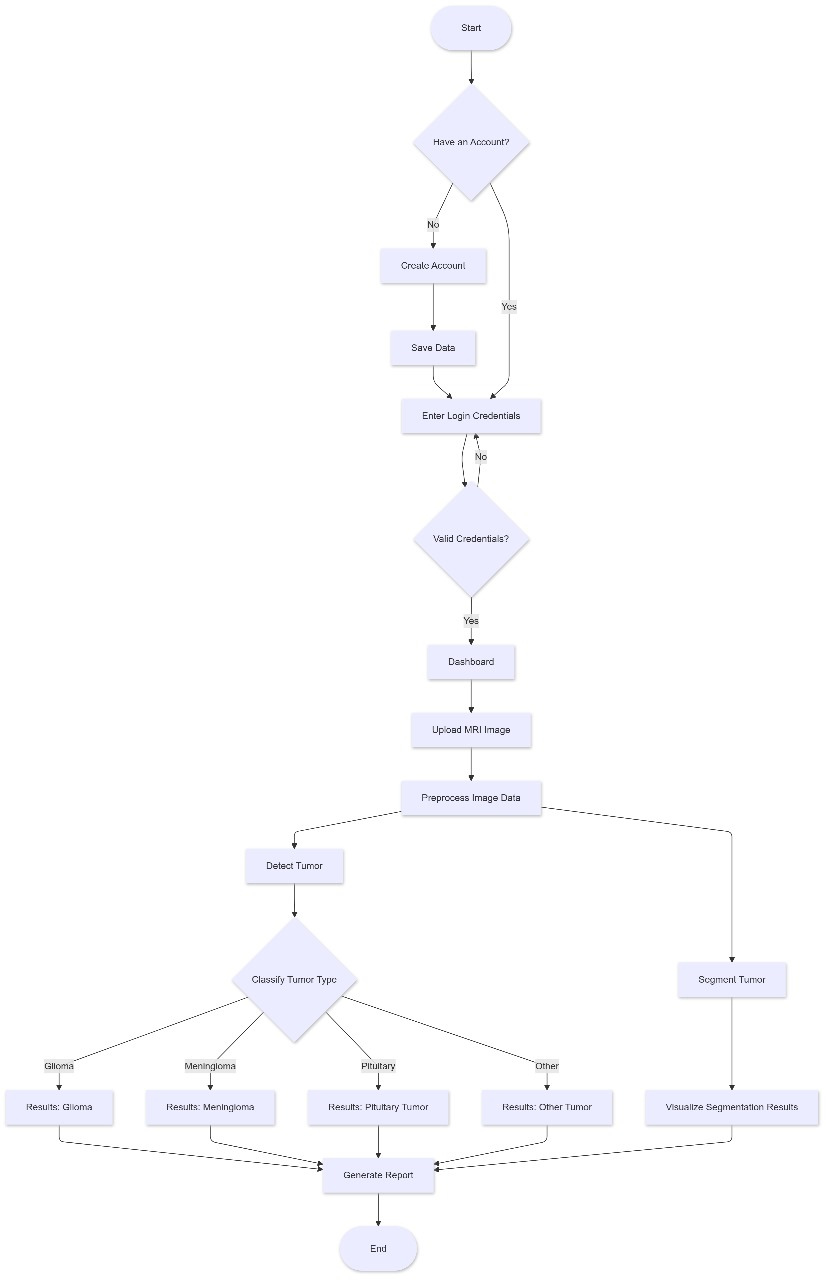 Start
Have an Account?
No
Create Account
Yes
Save Data
Enter Login Credentials
No
Valid Credentials?
Yes
Dashboard
Upload MRI Image
Preprocess Image Data
Detect Tumor
Classify Tumor Type
Segment Tumor
Glioma
Meningioma
Pituitary
Other
Results: Glioma
Results: Meningioma
Results: Pituitary Tumor
Results: Other Tumor
Visualize Segmentation Results
Generate Report
End